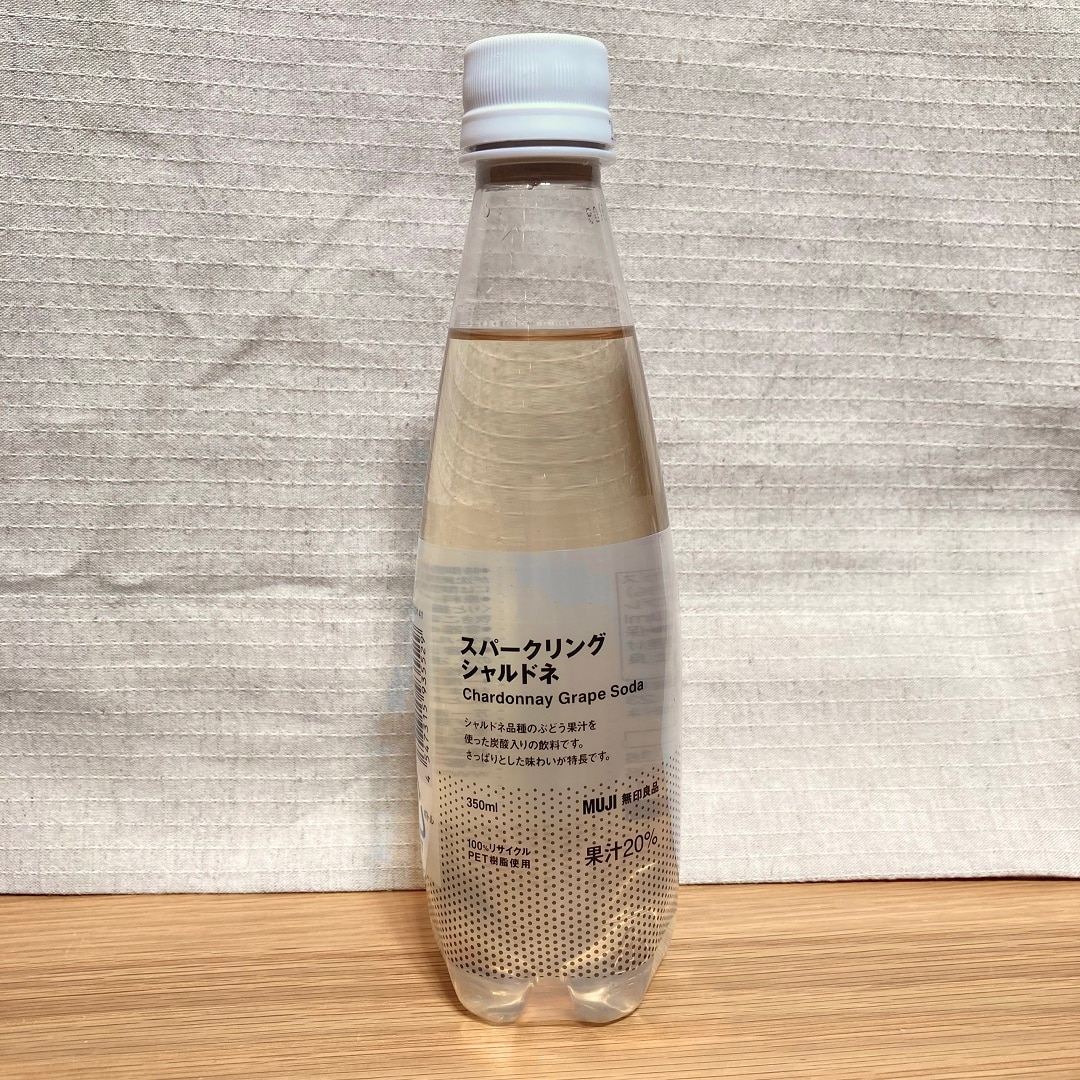 スパークリング
シャルドネ
Chardonnay Grape Soda
シャルドネ品種のぶどう果汁を
使った炭酸入りの飲料です。
さっぱりとした味わいが特長です。
350ml
MUJI 無印良品
100%リサイクル
PET樹脂使用
果汁20%